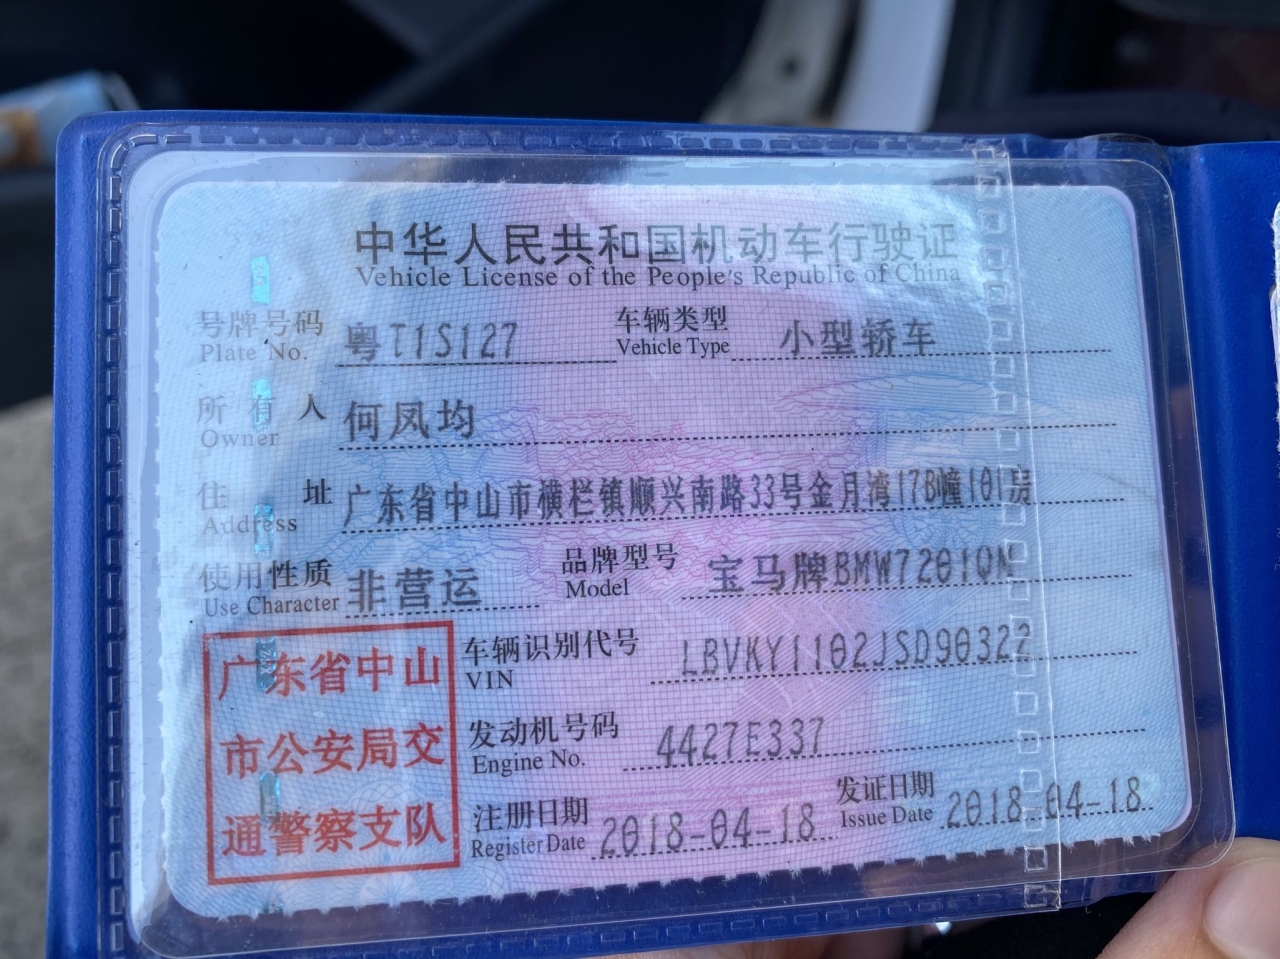 中华人民共和国机动车行驶证
Vehicle License of the People's Republic of China
号牌号码 粤T1S127 车辆类型 小型轿车
Plate No. Vehicle Type
所有人 何凤均
Owner
住址 广东省中山市横栏镇顺兴南路33号金月湾17B幢101房
Address
使用性质 非营运 品牌型号 宝马牌BMW7201QM
Use Character Model
广东省中山
市公安局交
通警察支队
车辆识别代号 LBVKY1102JSD90322
VIN
发动机号码 4427E337
Engine No.
注册日期 2018-04-18 发证日期 2018-04-18
Register Date Issue Date